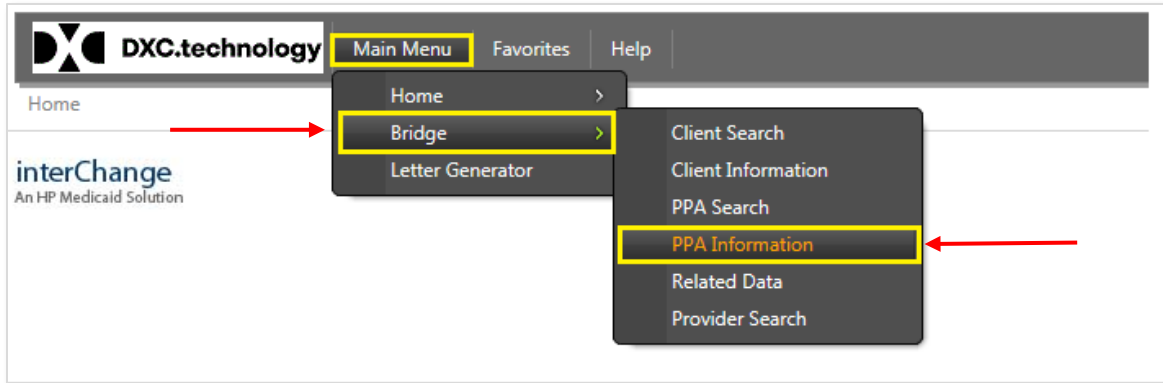 DXC.technology Main Menu Favorites Help
Home
Home >
Bridge >
Letter Generator
Client Search
Client Information
PPA Search
PPA Information
Related Data
Provider Search
interChange
An HP Medicaid Solution